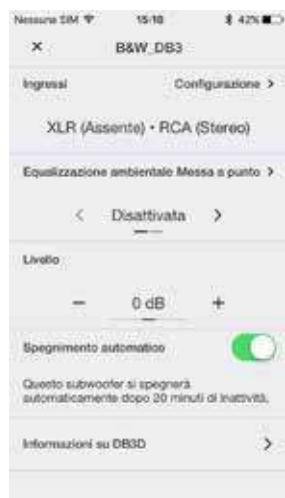 Nessuna SIM 15:18 42%
× B&W_DB3
Ingressi Configurazione >
XLR (Assente) • RCA (Stereo)
Equalizzazione ambientale Messa a punto >
< Disattivata >
Livello
− 0 dB +
Spegnimento automatico
Questo subwoofer si spegnerà
automaticamente dopo 20 minuti di inattività.
Informazioni su DB3D >